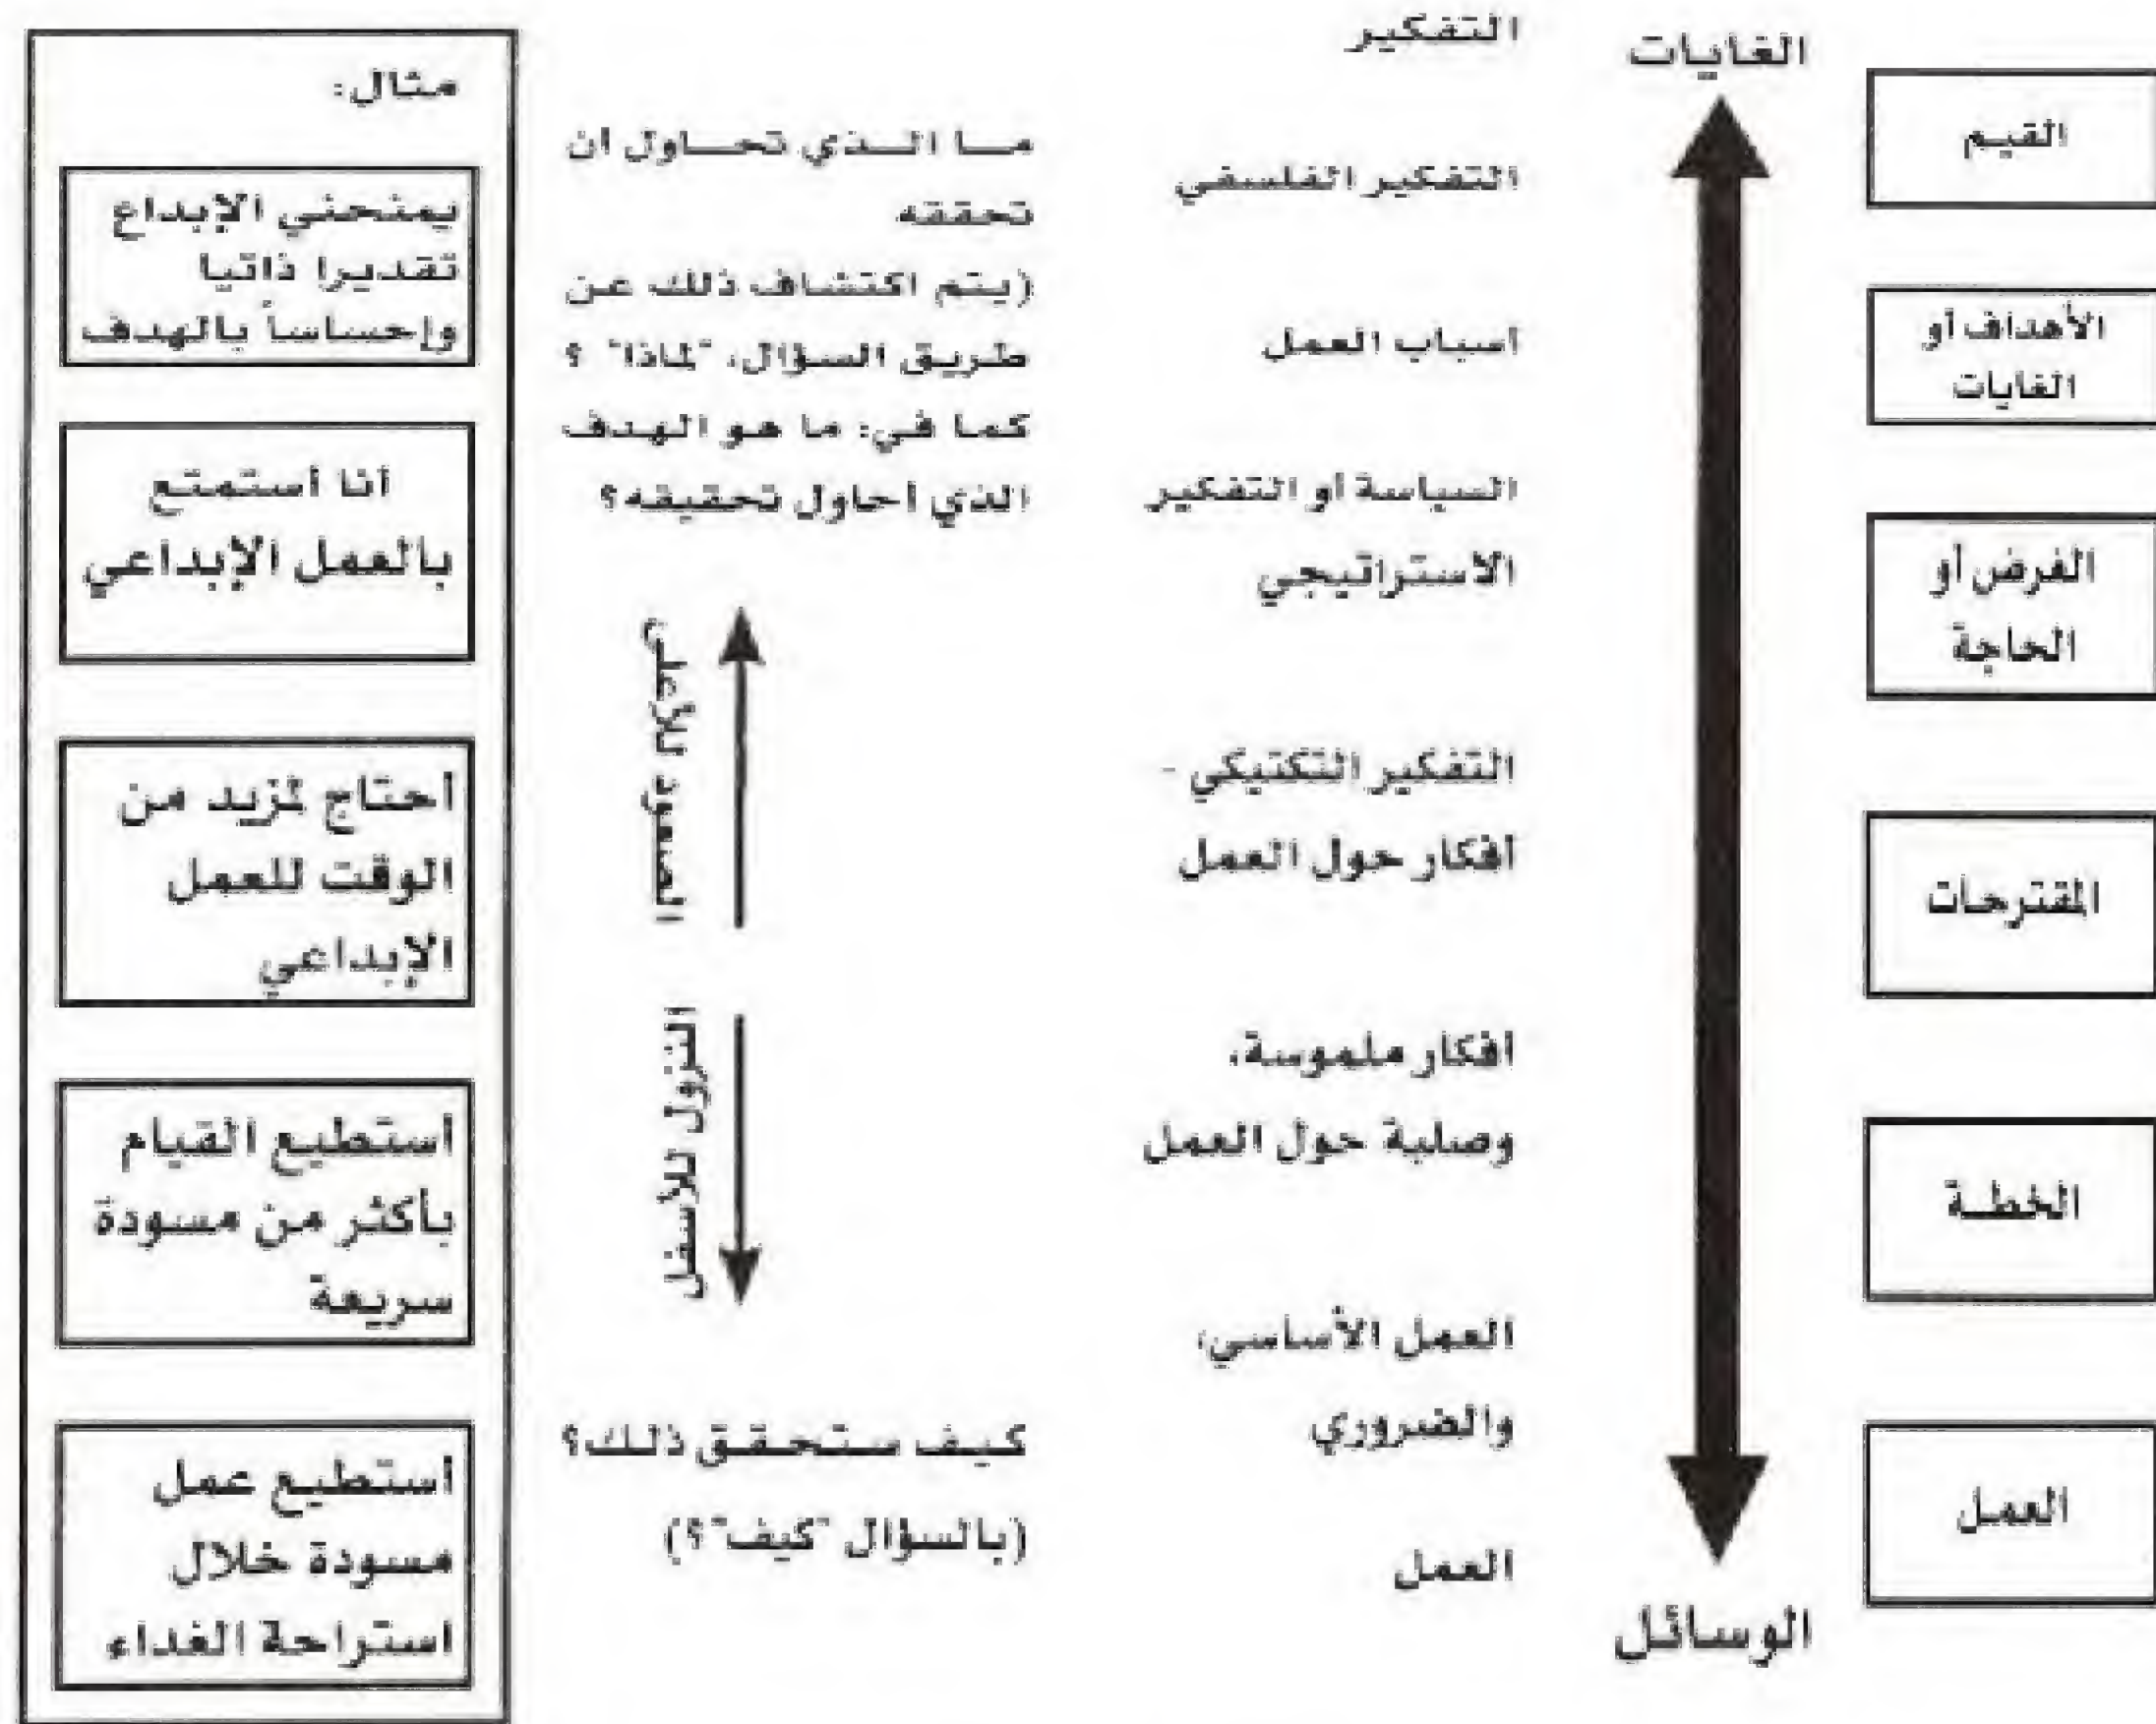 القيم
الأهداف أو
الغايات
الغرض أو
الحاجة
المقترحات
الخطة
العمل
الغايات
الوسائل
التفكير
التفكير الفلسفي
أسباب العمل
السياسة أو التفكير
الاستراتيجي
التفكير التكتيكي -
أفكار حول العمل
أفكار ملموسة،
وصلبة حول العمل
العمل الأساسي،
والضروري
العمل
ما الذي تحاول أن
تحققه
(يتم اكتشاف ذلك عن
طريق السؤال، "لماذا" ؟
كما في: ما هو الهدف
الذي أحاول تحقيقه؟
الصعود للأعلى
النزول للأسفل
كيف ستحقق ذلك؟
(بالسؤال "كيف"؟)
مثال:
يمنحني الإبداع
تقديرا ذاتيا
وإحساساً بالهدف
أنا أستمتع
بالعمل الإبداعي
أحتاج لمزيد من
الوقت للعمل
الإبداعي
أستطيع القيام
بأكثر من مسودة
سريعة
أستطيع عمل
مسودة خلال
استراحة الغداء